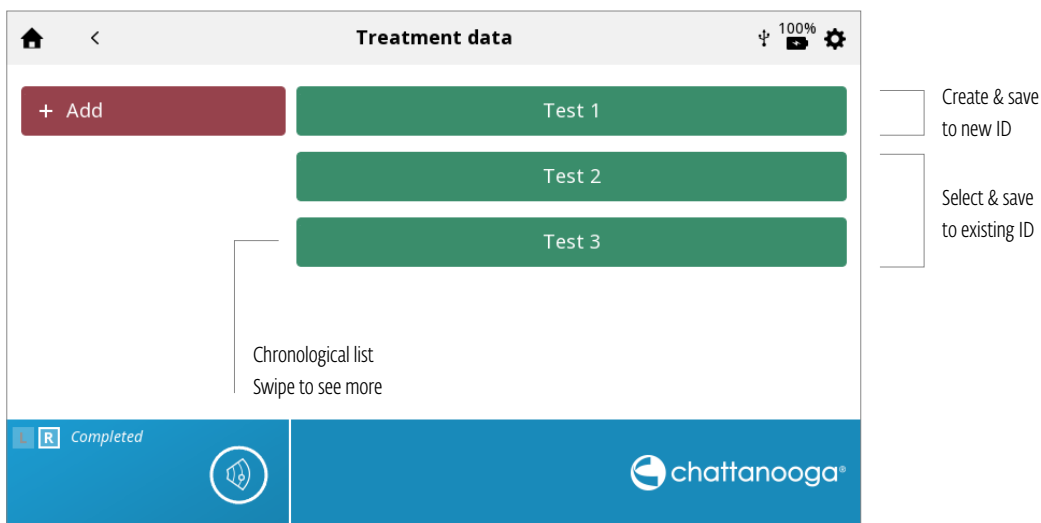 Treatment data
100%
+ Add
Test 1
Create & save
to new ID
Test 2
Select & save
to existing ID
Test 3
Chronological list
Swipe to see more
L R Completed
chattanooga®